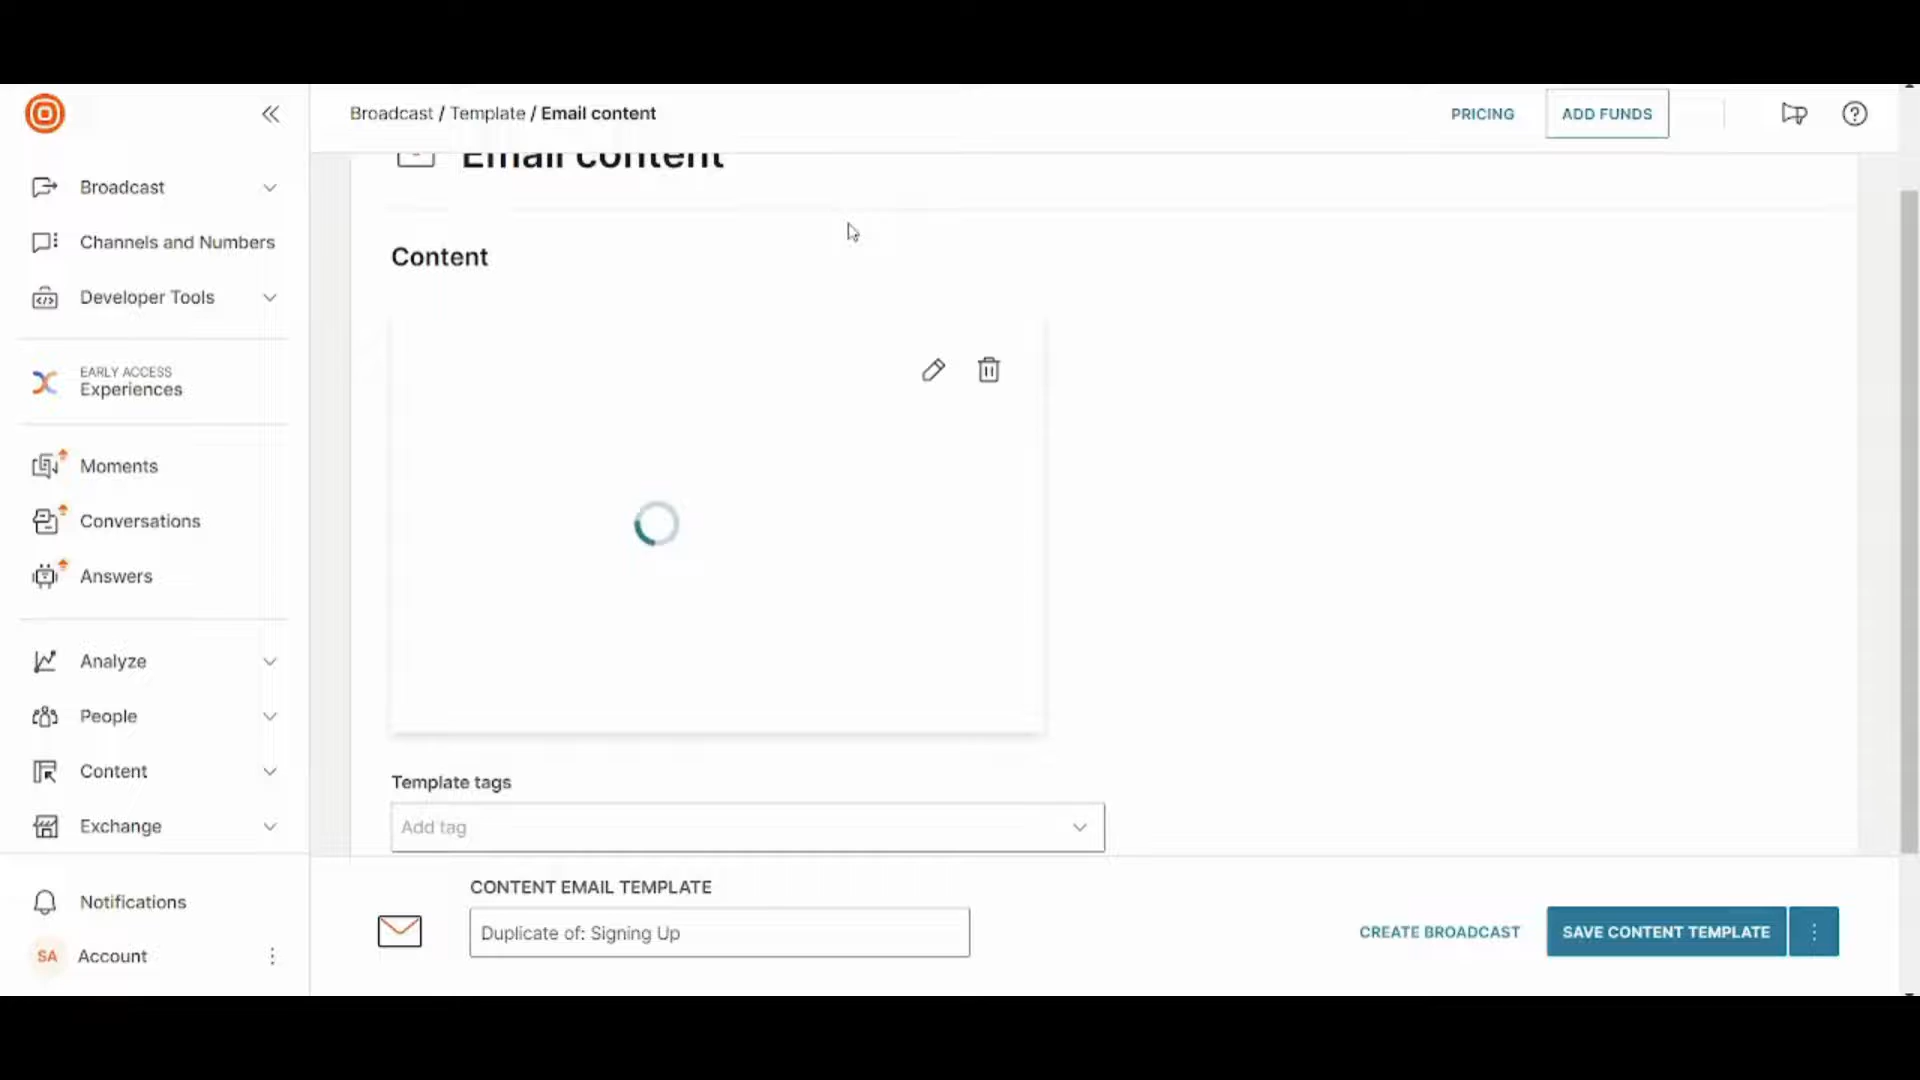 Broadcast / Template / Email content
PRICING
ADD FUNDS
Broadcast
Channels and Numbers
Developer Tools
EARLY ACCESS
Experiences
Moments
Conversations
Answers
Analyze
People
Content
Exchange
Notifications
SA Account
Email content
Content
Template tags
Add tag
CONTENT EMAIL TEMPLATE
Duplicate of: Signing Up
CREATE BROADCAST
SAVE CONTENT TEMPLATE